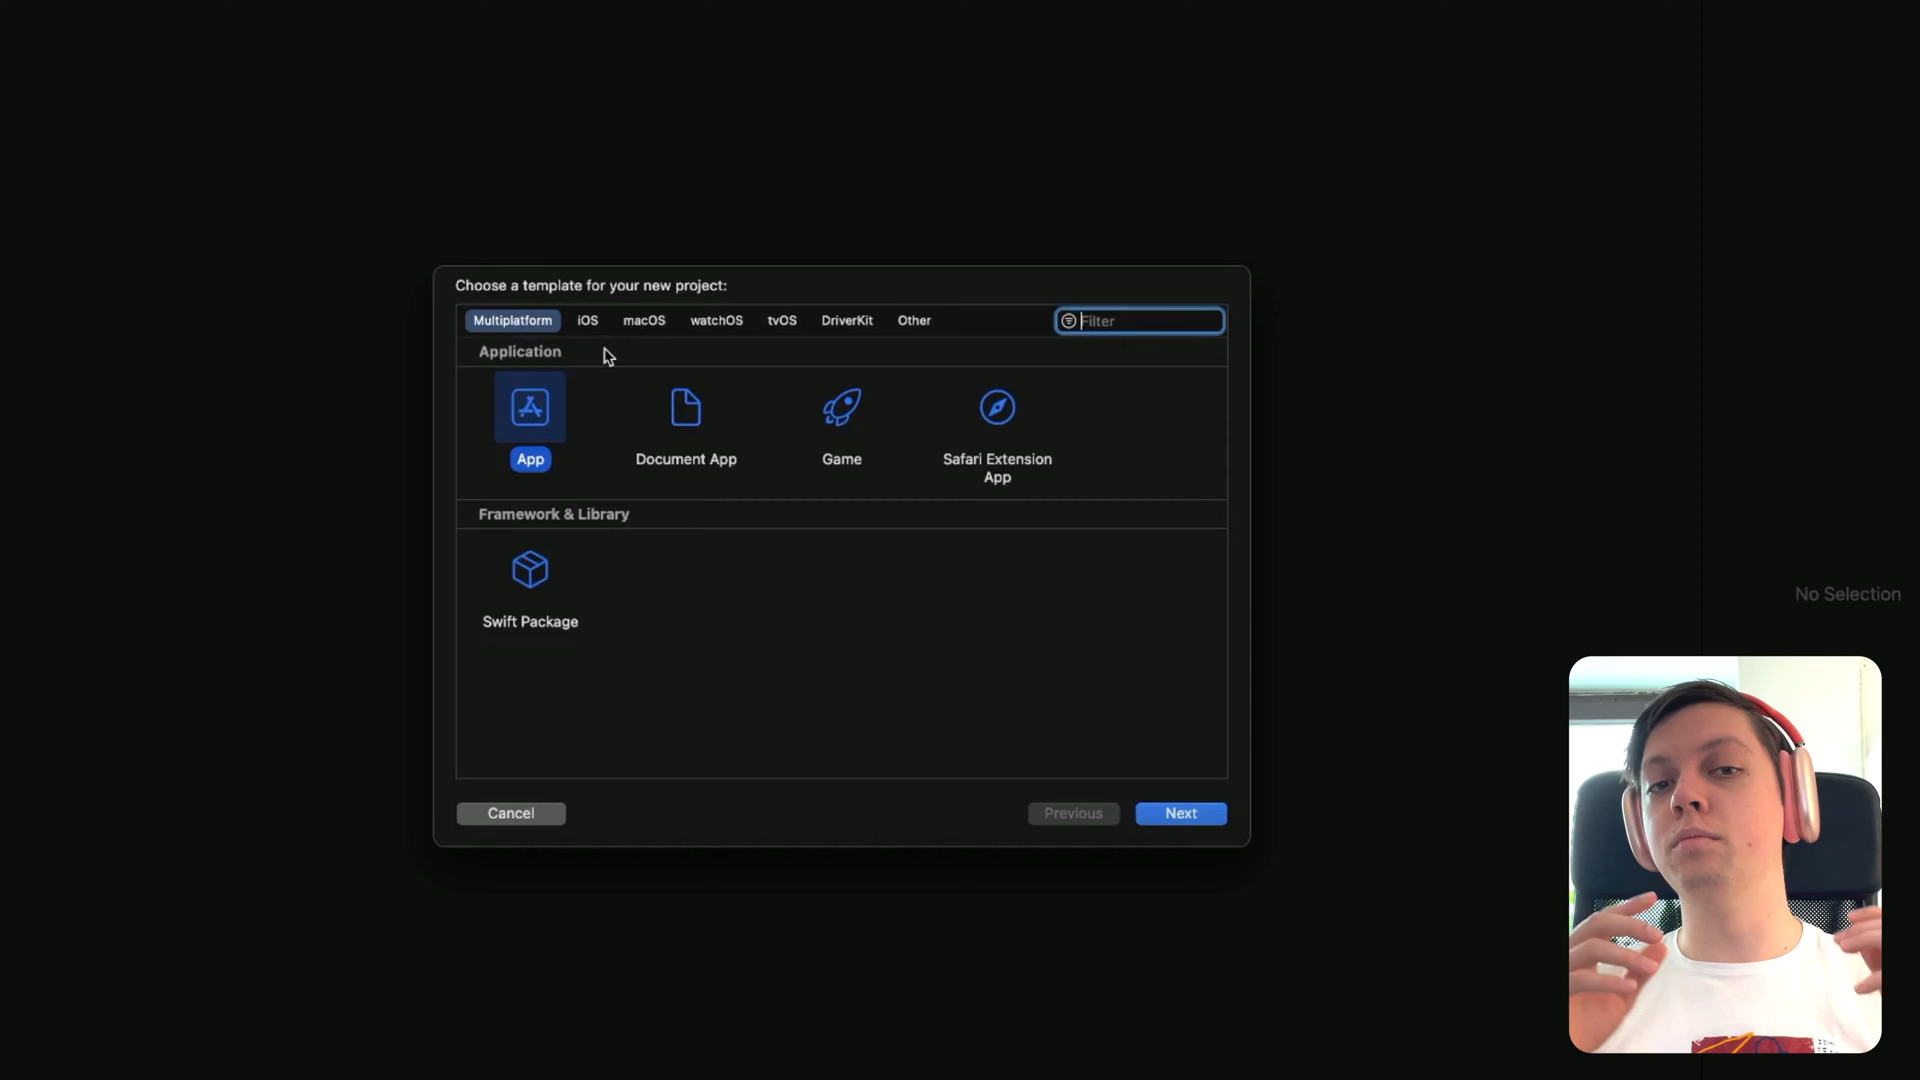 Choose a template for your new project:
Multiplatform iOS macOS watchOS tvOS DriverKit Other Filter
Application
App Document App Game Safari Extension App
Framework & Library
Swift Package
No Selection
Cancel Previous Next